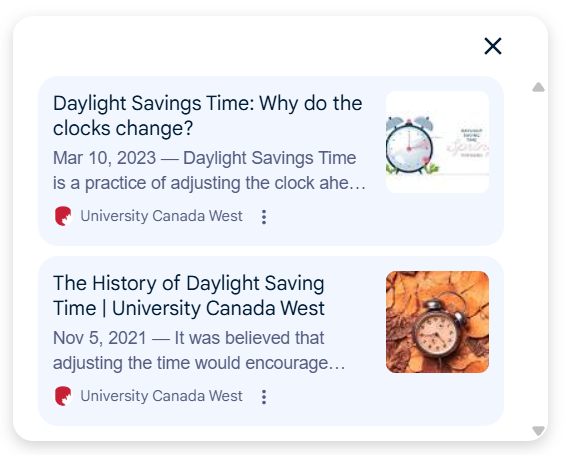 Daylight Savings Time: Why do the
clocks change?
Mar 10, 2023 — Daylight Savings Time
is a practice of adjusting the clock ahe…
University Canada West
The History of Daylight Saving
Time | University Canada West
Nov 5, 2021 — It was believed that
adjusting the time would encourage…
University Canada West